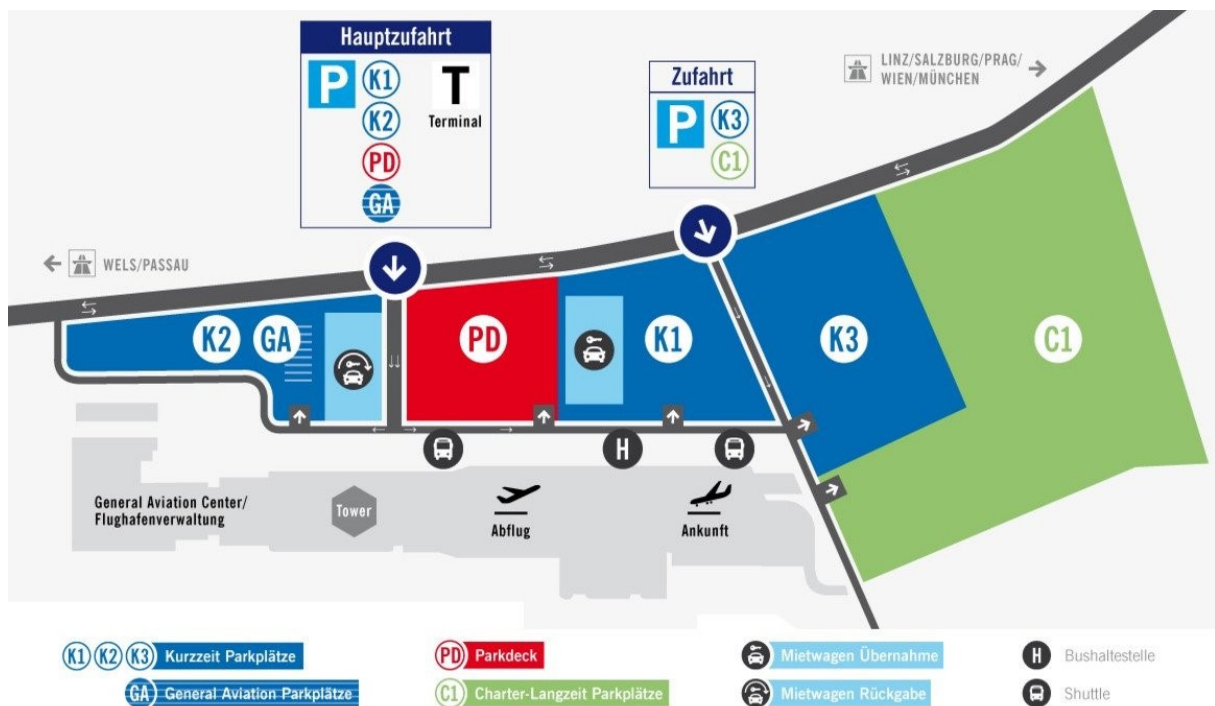 Hauptzufahrt
P K1 T
K2 Terminal
PD
GA
Zufahrt
P K3
C1
LINZ/SALZBURG/PRAG/
WIEN/MÜNCHEN
WELS/PASSAU
K2 GA PD K1 K3 C1
H
General Aviation Center/
Flughafenverwaltung
Tower
Abflug
Ankunft
K1 K2 K3 Kurzzeit Parkplätze
GA General Aviation Parkplätze
PD Parkdeck
C1 Charter-Langzeit Parkplätze
Mietwagen Übernahme
Mietwagen Rückgabe
H Bushaltestelle
Shuttle